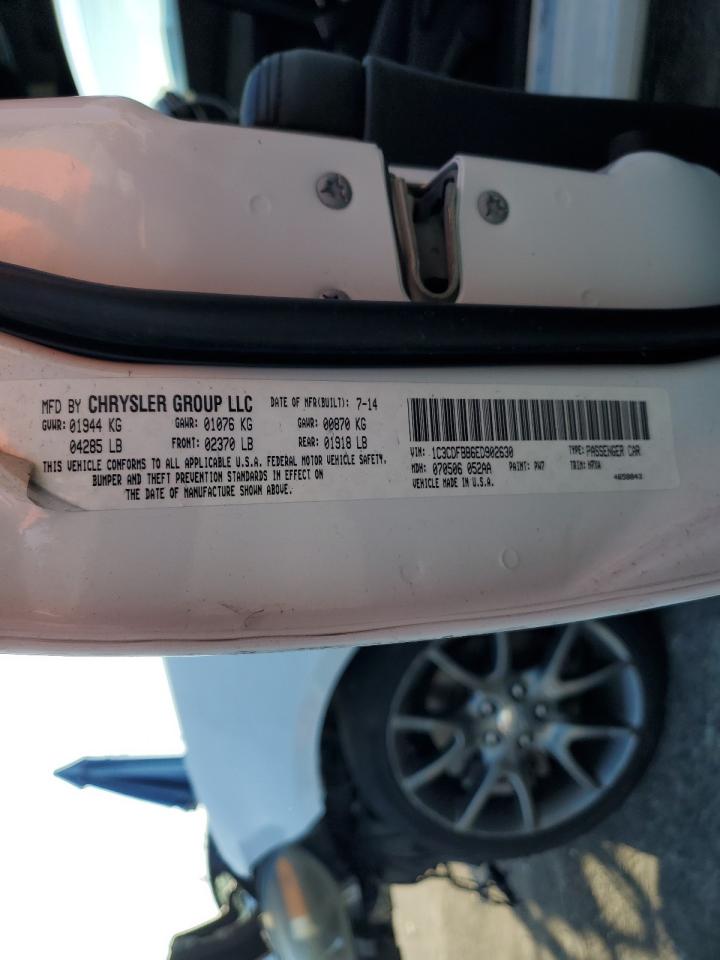 MFD BY CHRYSLER GROUP LLC DATE OF MFR(BUILT): 7-14
GVWR: 01944 KG GAWR: 01076 KG GAWR: 00870 KG
04285 LB FRONT: 02370 LB REAR: 01918 LB
THIS VEHICLE CONFORMS TO ALL APPLICABLE U.S.A. FEDERAL MOTOR VEHICLE SAFETY,
BUMPER AND THEFT PREVENTION STANDARDS IN EFFECT ON
THE DATE OF MANUFACTURE SHOWN ABOVE.
VIN: 1C3CDFBB6ED902630 TYPE: PASSENGER CAR
MDH: 070506 052AA PAINT: PW7 TRIM:
VEHICLE MADE IN U.S.A. 4658843